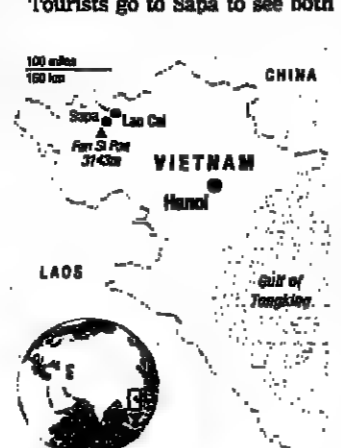 Tourists go to Sapa to see both
100 miles
160 km
CHINA
Sapa
Lao Cai
Fan Si Pan
3143m
VIETNAM
Hanoi
LAOS
Gulf of
Tongking